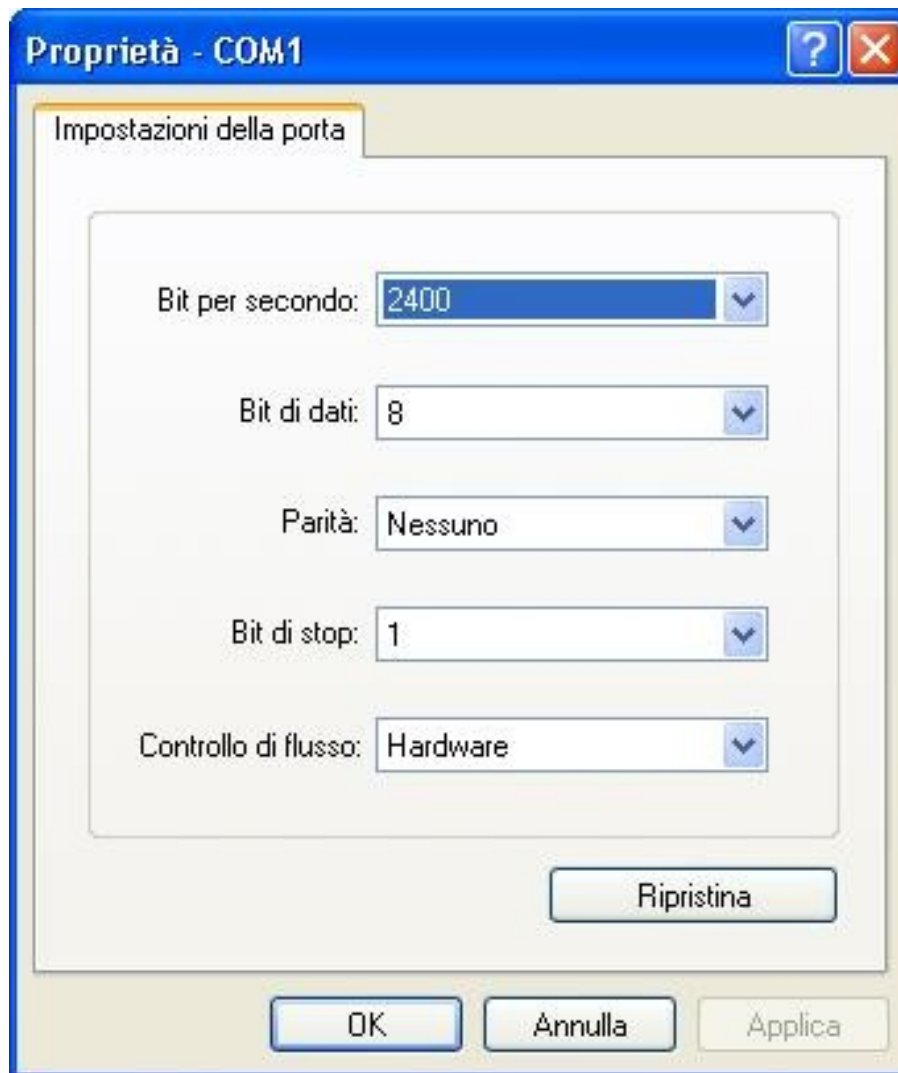 Proprietà - COM1
Impostazioni della porta
Bit per secondo: 2400
Bit di dati: 8
Parità: Nessuno
Bit di stop: 1
Controllo di flusso: Hardware
Ripristina
OK Annulla Applica